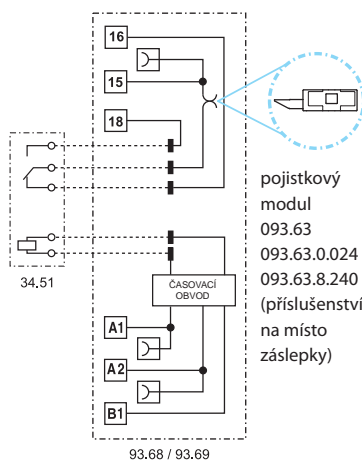 16
15
18
34.51
ČASOVACÍ
OBVOD
A1
A2
B1
93.68 / 93.69
pojistkový
modul
093.63
093.63.0.024
093.63.8.240
(příslušenství
na místo
záslepky)